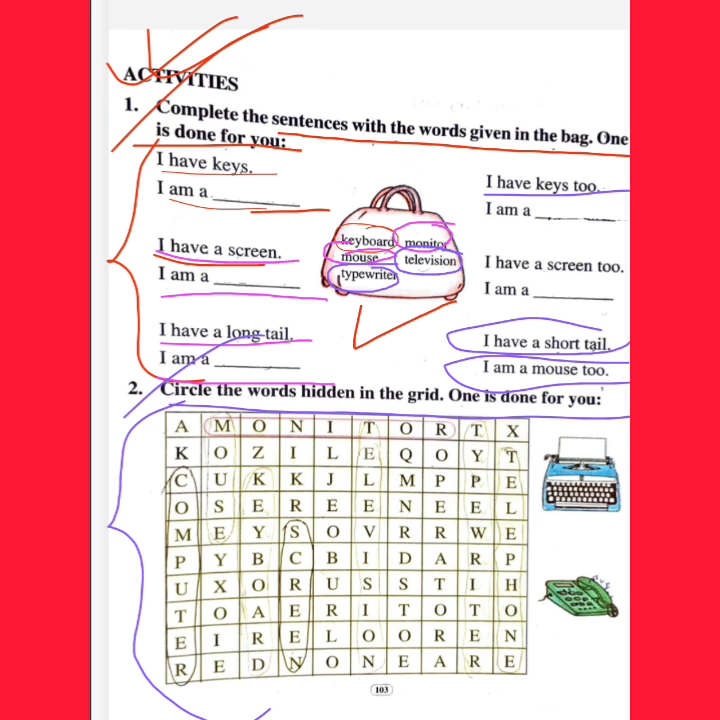 ACTIVITIES
1. Complete the sentences with the words given in the bag. One
is done for you:
I have keys.
I am a ________
I have keys too.
I am a ________
I have a screen.
I am a ________
keyboard monitor
mouse television
typewriter
I have a screen too.
I am a ________
I have a long tail.
I am a ________
I have a short tail.
I am a mouse too.
2. Circle the words hidden in the grid. One is done for you:
A M O N I T O R T X
K O Z I L E Q O Y T
C U K K J L M P P E
O S E R E E N E E L
M E Y S O V R R W E
P Y B C B I D A R P
U X O R U S S T I H
T O A E R I T O T O
E I R E L O O R E N
R E D N O N E A R E
103